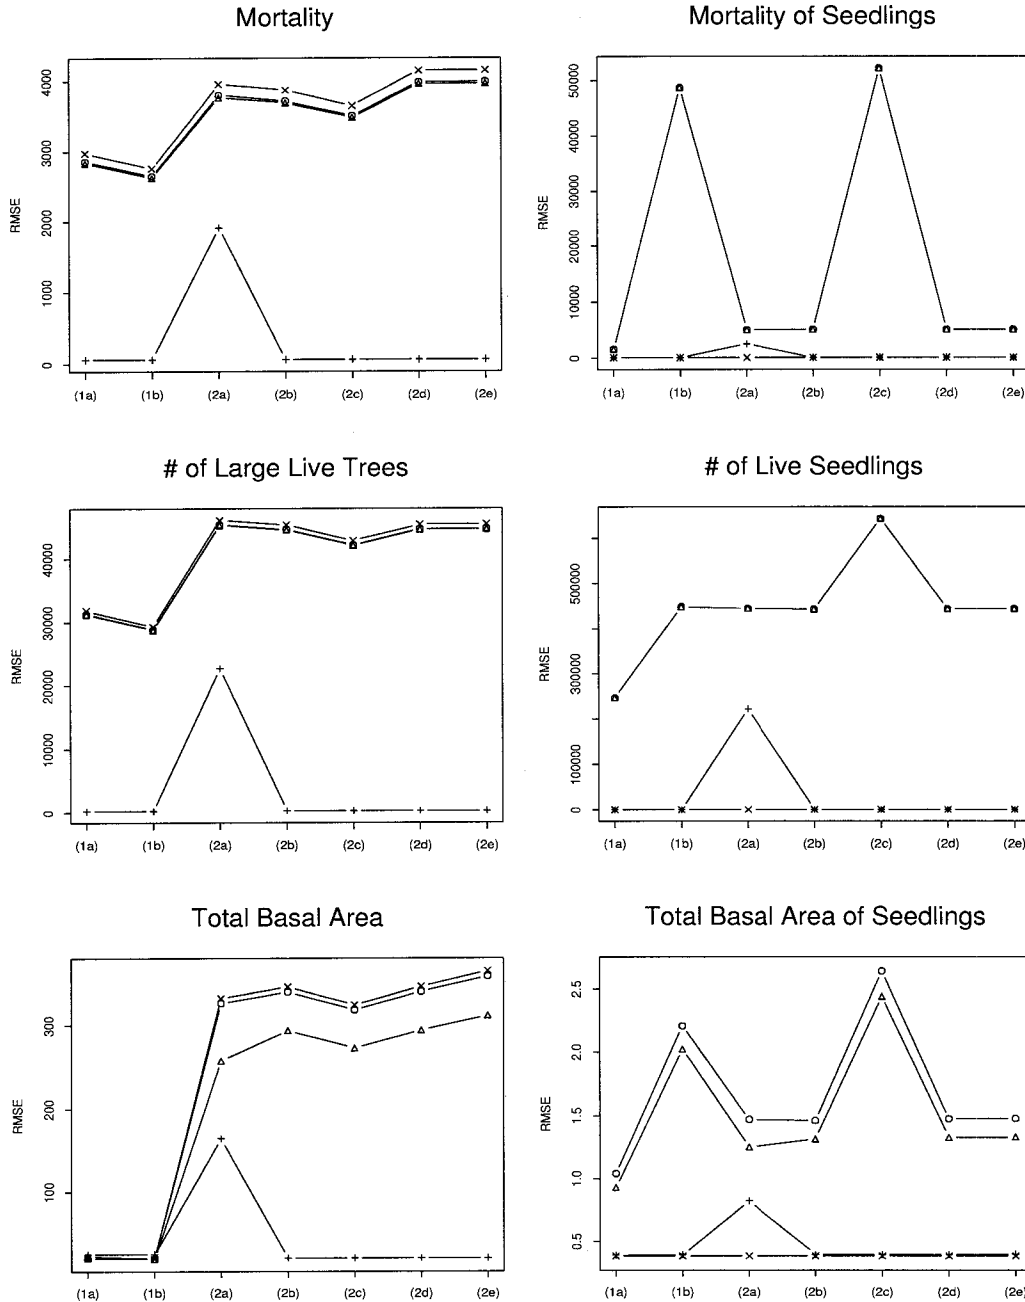 Mortality
RMSE
4000
3000
2000
1000
0
(1a) (1b) (2a) (2b) (2c) (2d) (2e)
Mortality of Seedlings
RMSE
50000
40000
30000
20000
10000
0
(1a) (1b) (2a) (2b) (2c) (2d) (2e)
# of Large Live Trees
RMSE
40000
30000
20000
10000
0
(1a) (1b) (2a) (2b) (2c) (2d) (2e)
# of Live Seedlings
RMSE
500000
300000
100000
0
(1a) (1b) (2a) (2b) (2c) (2d) (2e)
Total Basal Area
RMSE
300
200
100
(1a) (1b) (2a) (2b) (2c) (2d) (2e)
Total Basal Area of Seedlings
RMSE
2.5
2.0
1.5
1.0
0.5
(1a) (1b) (2a) (2b) (2c) (2d) (2e)